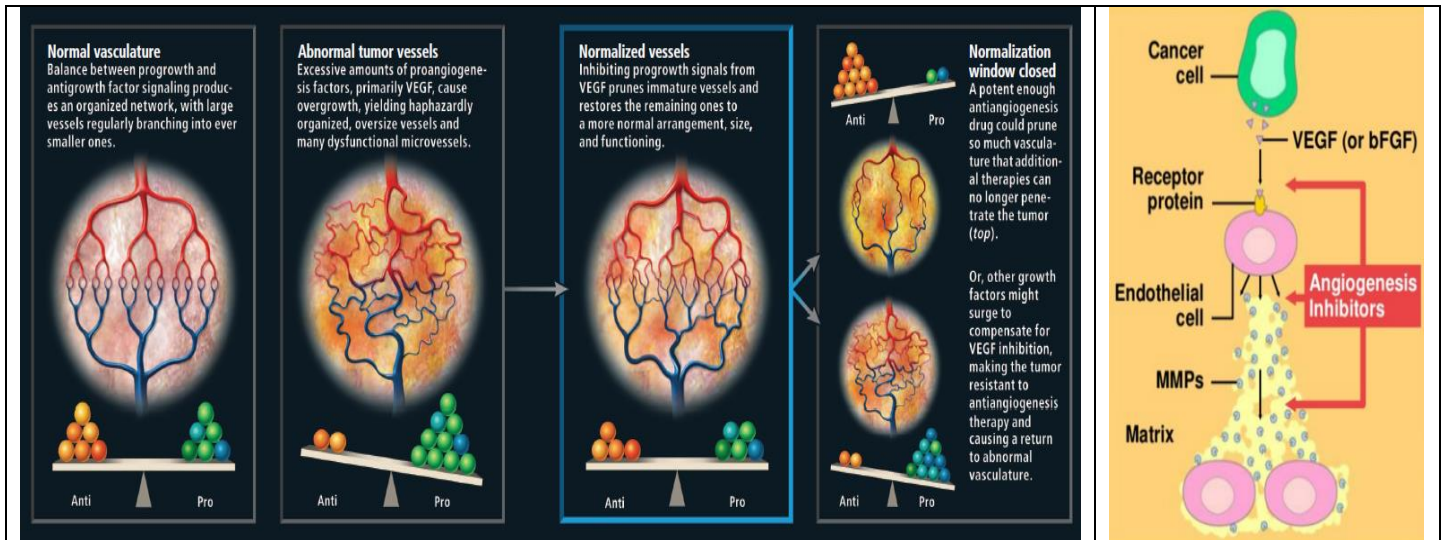 Normal vasculature
Balance between progrowth and
antigrowth factor signaling produc-
es an organized network, with large
vessels regularly branching into ever
smaller ones.
Anti
Pro
Abnormal tumor vessels
Excessive amounts of proangiogene-
sis factors, primarily VEGF, cause
overgrowth, yielding haphazardly
organized, oversize vessels and
many dysfunctional microvessels.
Anti
Pro
Normalized vessels
Inhibiting progrowth signals from
VEGF prunes immature vessels and
restores the remaining ones to
a more normal arrangement, size,
and functioning.
Anti
Pro
Anti
Pro
Anti
Pro
Normalization
window closed
A potent enough
antiangiogenesis
drug could prune
so much vascula-
ture that addition-
al therapies can
no longer pene-
trate the tumor
(top).
Or, other growth
factors might
surge to
compensate for
VEGF inhibition,
making the tumor
resistant to
antiangiogenesis
therapy and
causing a return
to abnormal
vasculature.
Cancer
cell
VEGF (or bFGF)
Receptor
protein
Endothelial
cell
Angiogenesis
Inhibitors
MMPs
Matrix